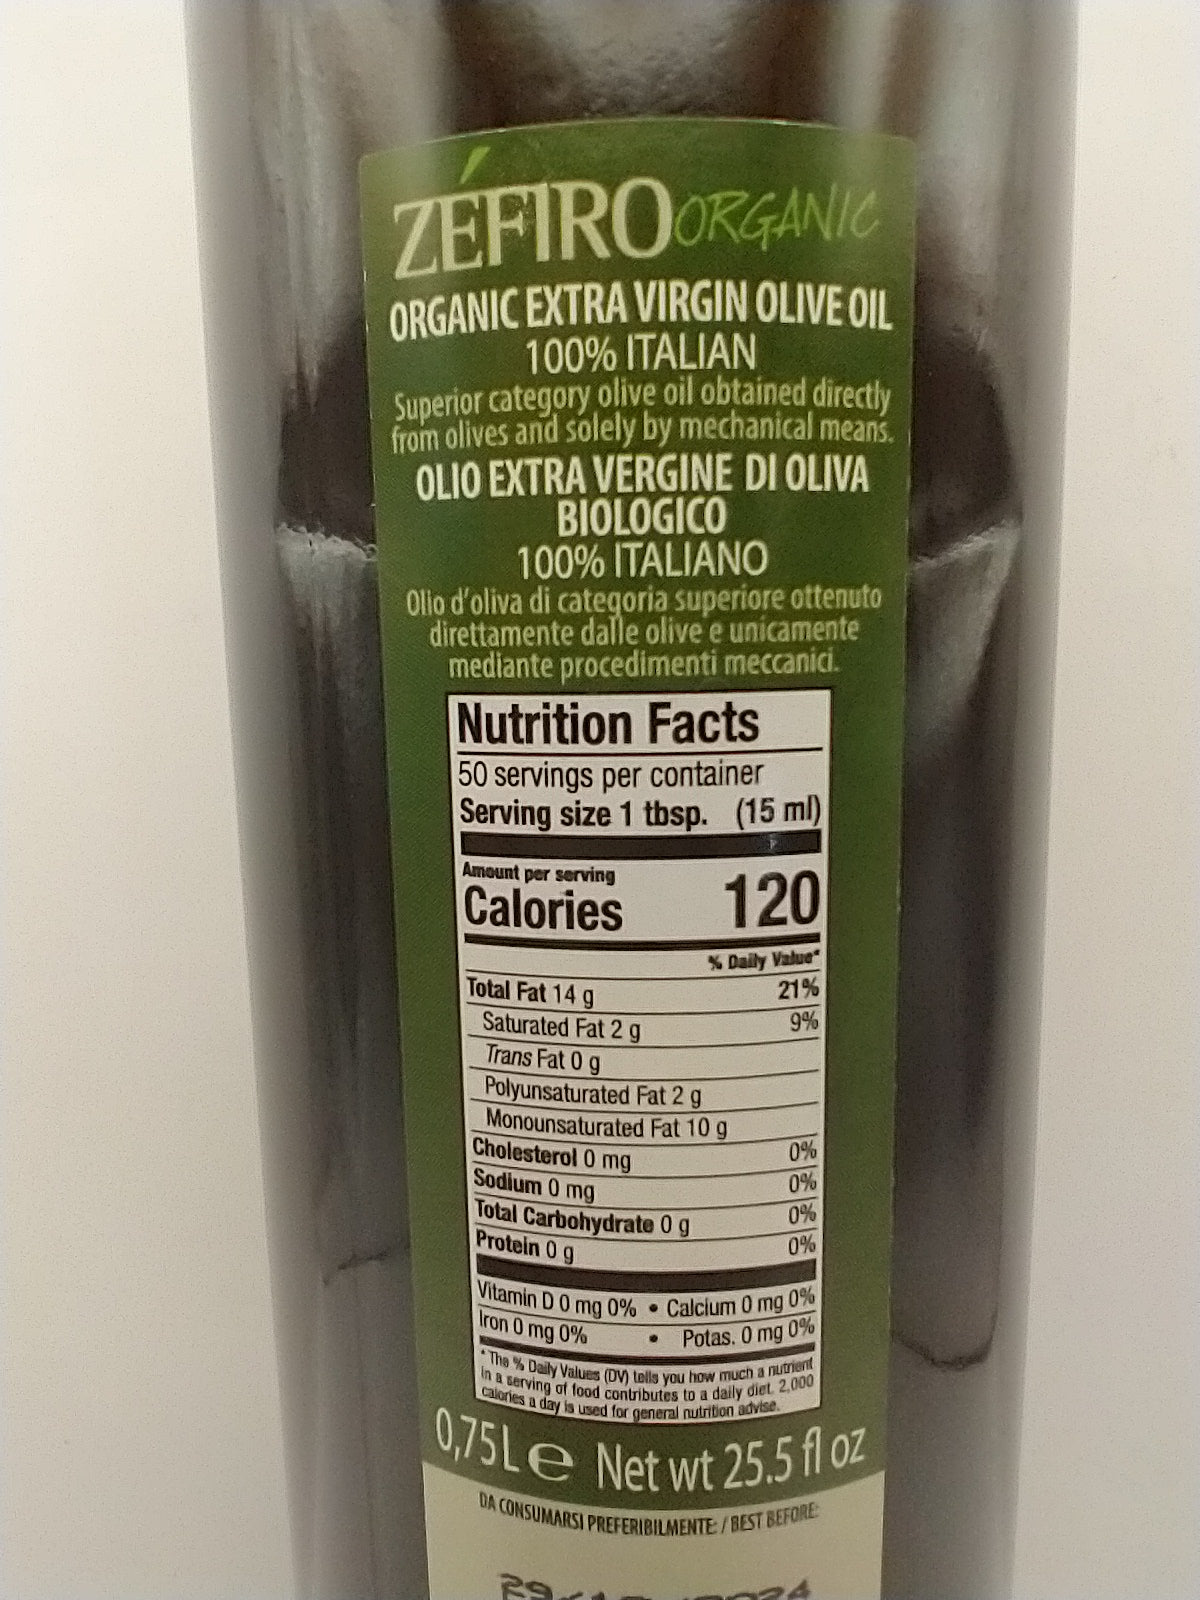 ZÉFIRO ORGANIC
ORGANIC EXTRA VIRGIN OLIVE OIL
100% ITALIAN
Superior category olive oil obtained directly
from olives and solely by mechanical means.
OLIO EXTRA VERGINE DI OLIVA
BIOLOGICO
100% ITALIANO
Olio d'oliva di categoria superiore ottenuto
direttamente dalle olive e unicamente
mediante procedimenti meccanici.
Nutrition Facts
50 servings per container
Serving size 1 tbsp. (15 ml)
Amount per serving
Calories 120
% Daily Value*
Total Fat 14 g 21%
Saturated Fat 2 g 9%
Trans Fat 0 g
Polyunsaturated Fat 2 g
Monounsaturated Fat 10 g
Cholesterol 0 mg 0%
Sodium 0 mg 0%
Total Carbohydrate 0 g 0%
Protein 0 g 0%
Vitamin D 0 mg 0% • Calcium 0 mg 0%
Iron 0 mg 0% • Potas. 0 mg 0%
* The % Daily Values (DV) tells you how much a nutrient
in a serving of food contributes to a daily diet. 2,000
calories a day is used for general nutrition advise.
0,75L e Net wt 25.5 fl oz
DA CONSUMARSI PREFERIBILMENTE: / BEST BEFORE: